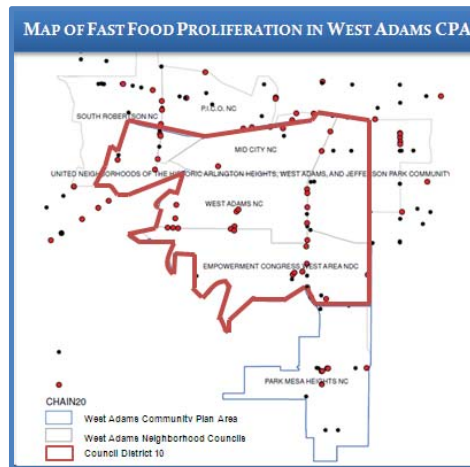 MAP OF FAST FOOD PROLIFERATION IN WEST ADAMS CPA
P.I.C.O. NC
SOUTH ROBERTSON NC
MID CITY NC
UNITED NEIGHBORHOODS OF THE HISTORIC ARLINGTON HEIGHTS, WEST ADAMS, AND JEFFERSON PARK COMMUNITY
WEST ADAMS NC
EMPOWERMENT CONGRESS WEST AREA NDC
PARK MESA HEIGHTS NC
CHAIN20
West Adams Community Plan Area
West Adams Neighborhood Councils
Council District 10